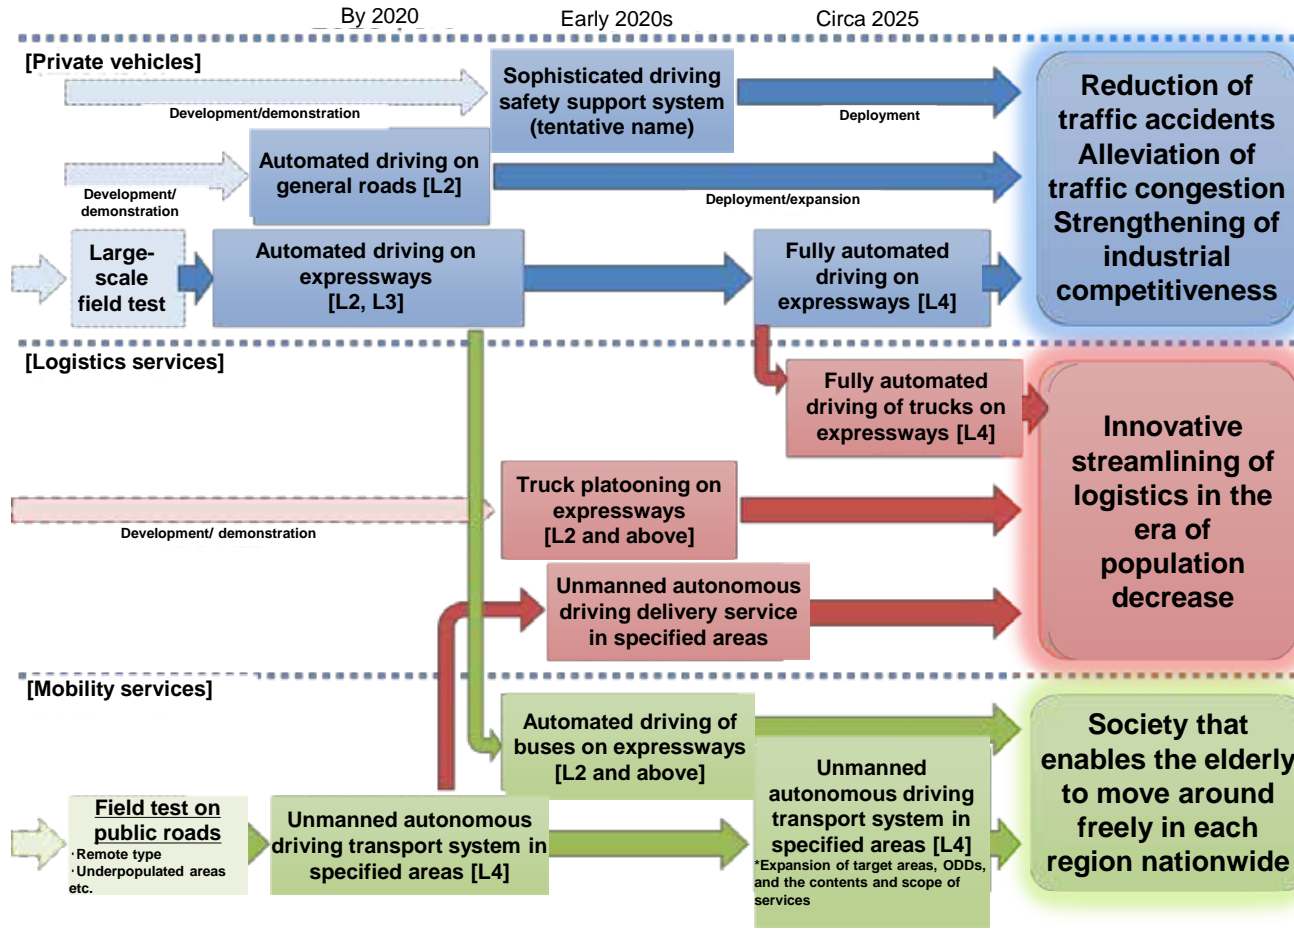 By 2020
Early 2020s
Circa 2025
[Private vehicles]
Development/demonstration
Sophisticated driving
safety support system
(tentative name)
Deployment
Development/
demonstration
Automated driving on
general roads [L2]
Deployment/expansion
Large-
scale
field test
Automated driving on
expressways
[L2, L3]
Fully automated
driving on
expressways [L4]
Reduction of
traffic accidents
Alleviation of
traffic congestion
Strengthening of
industrial
competitiveness
[Logistics services]
Fully automated
driving of trucks on
expressways [L4]
Development/ demonstration
Truck platooning on
expressways
[L2 and above]
Unmanned autonomous
driving delivery service
in specified areas
Innovative
streamlining of
logistics in the
era of
population
decrease
[Mobility services]
Automated driving of
buses on expressways
[L2 and above]
Field test on
public roads
·Remote type
·Underpopulated areas
etc.
Unmanned autonomous
driving transport system in
specified areas [L4]
Unmanned
autonomous driving
transport system in
specified areas [L4]
*Expansion of target areas, ODDs,
and the contents and scope of
services
Society that
enables the elderly
to move around
freely in each
region nationwide